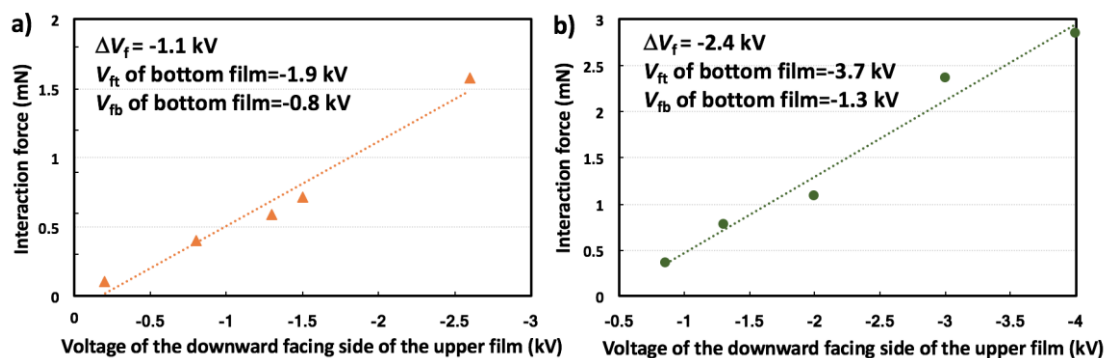 a)
Interaction force (mN)
2
1.5
1
0.5
0
ΔVf = -1.1 kV
Vft of bottom film=-1.9 kV
Vfb of bottom film=-0.8 kV
0 -0.5 -1 -1.5 -2 -2.5 -3
Voltage of the downward facing side of the upper film (kV)
b)
Interaction force (mN)
3
2.5
2
1.5
1
0.5
0
ΔVf = -2.4 kV
Vft of bottom film=-3.7 kV
Vfb of bottom film=-1.3 kV
-0.5 -1 -1.5 -2 -2.5 -3 -3.5 -4
Voltage of the downward facing side of the upper film (kV)